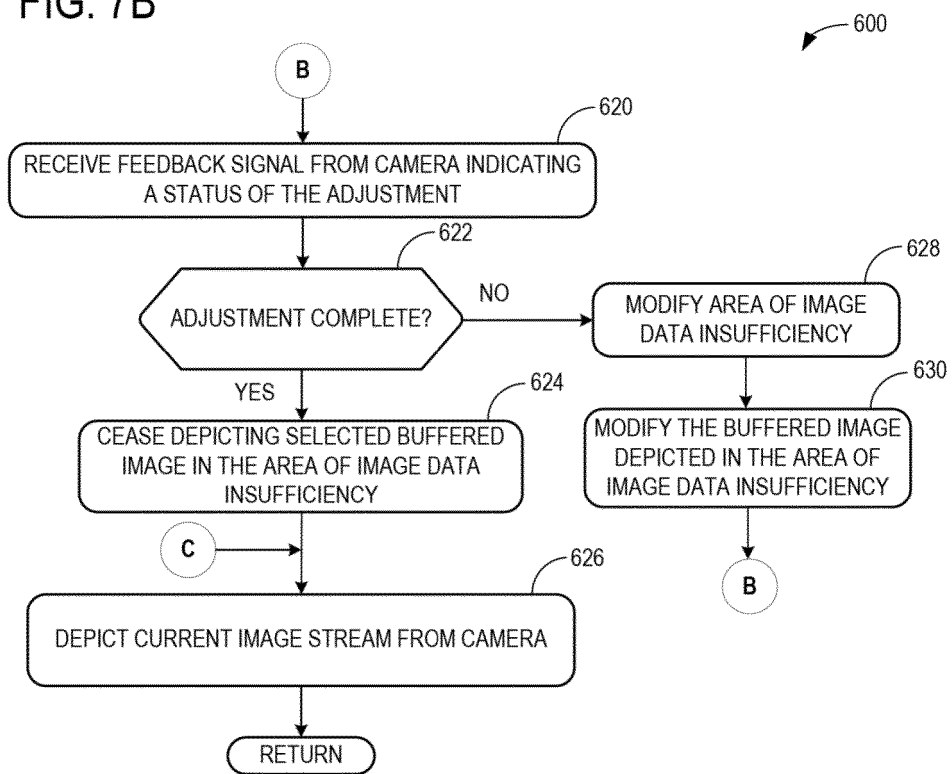 FIG. 7B
600
B
620
RECEIVE FEEDBACK SIGNAL FROM CAMERA INDICATING
A STATUS OF THE ADJUSTMENT
622
ADJUSTMENT COMPLETE?
NO
628
MODIFY AREA OF IMAGE
DATA INSUFFICIENCY
YES
624
CEASE DEPICTING SELECTED BUFFERED
IMAGE IN THE AREA OF IMAGE DATA
INSUFFICIENCY
630
MODIFY THE BUFFERED IMAGE
DEPICTED IN THE AREA OF
IMAGE DATA INSUFFICIENCY
C
B
626
DEPICT CURRENT IMAGE STREAM FROM CAMERA
RETURN